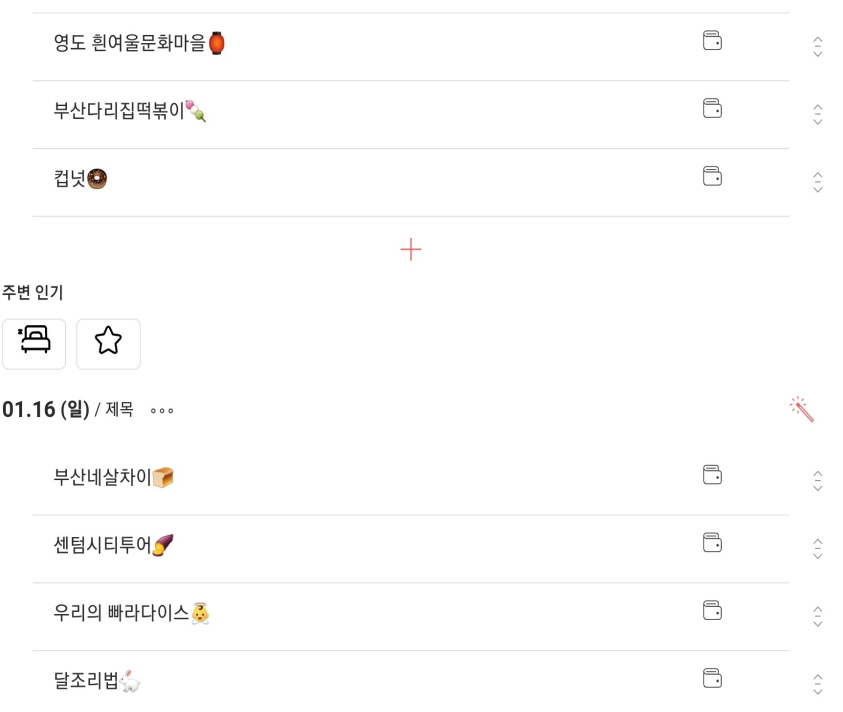 영도 흰여울문화마을🏮
부산다리집떡볶이🍡
컵넛🍩
주변 인기
01.16 (일) / 제목
부산네살차이🍞
센텀시티투어🍠
우리의 빠라다이스👼
달조리법🐇